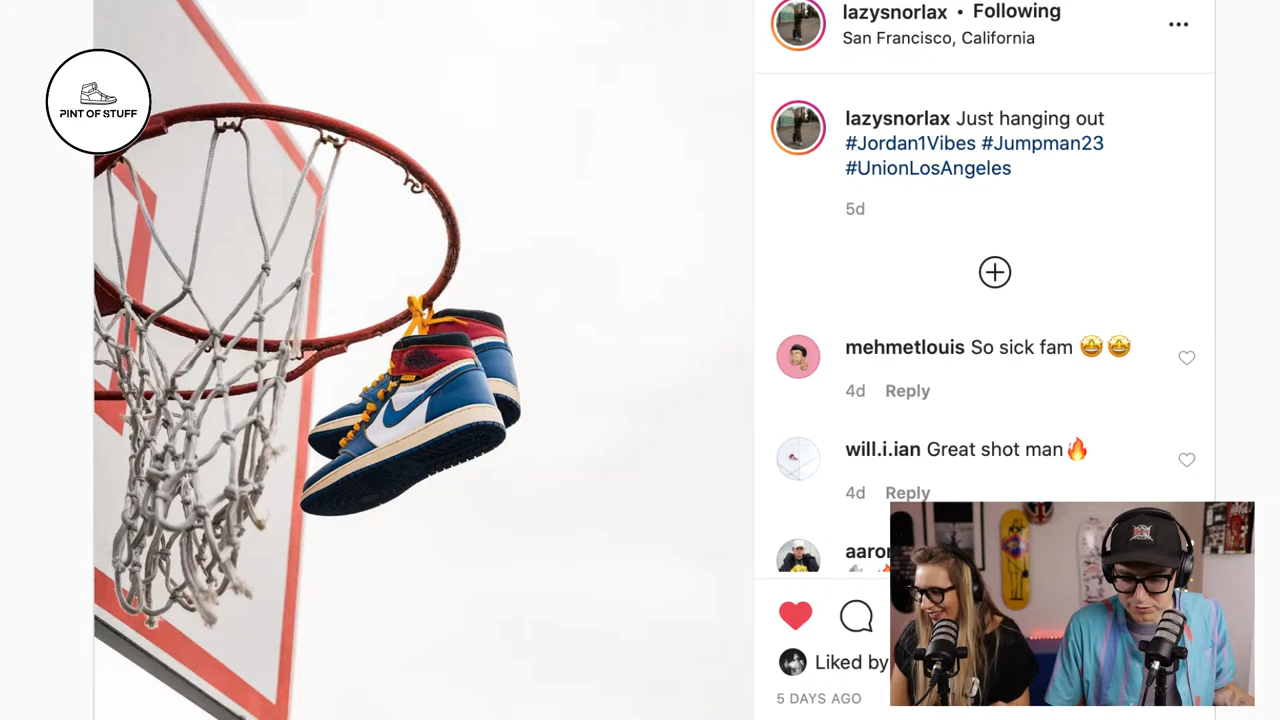 PINT OF STUFF
lazysnorlax • Following
San Francisco, California
lazysnorlax Just hanging out
#Jordan1Vibes #Jumpman23
#UnionLosAngeles
5d
mehmetlouis So sick fam 🤩🤩
4d Reply
will.i.ian Great shot man🔥
4d Reply
Liked by
5 DAYS AGO